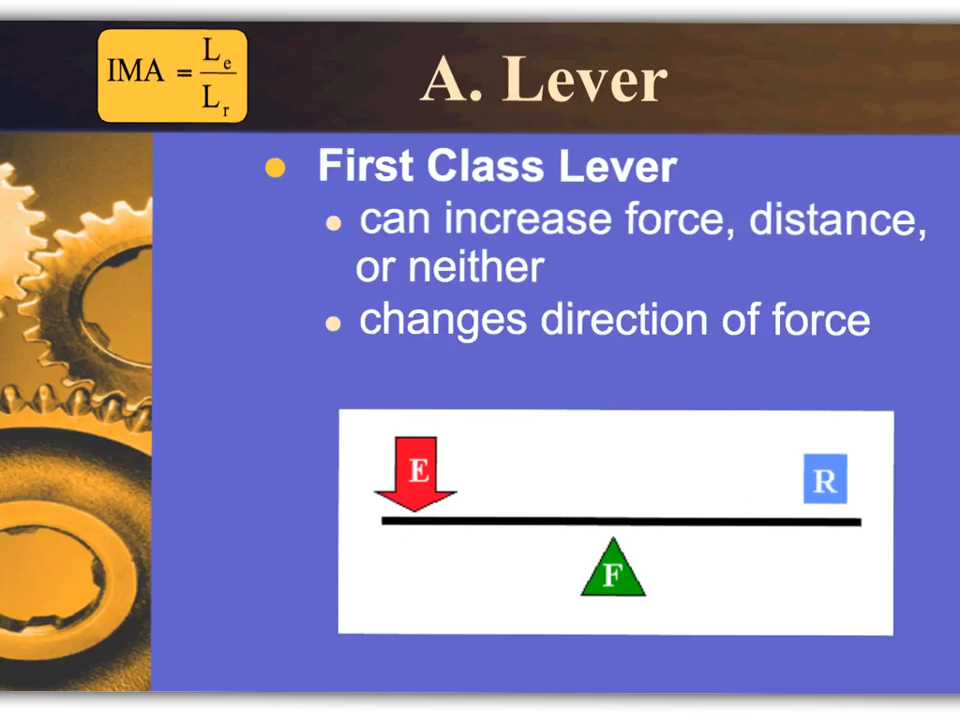 IMA = Le/Lr
A. Lever
First Class Lever
can increase force, distance,
or neither
changes direction of force
E
R
F